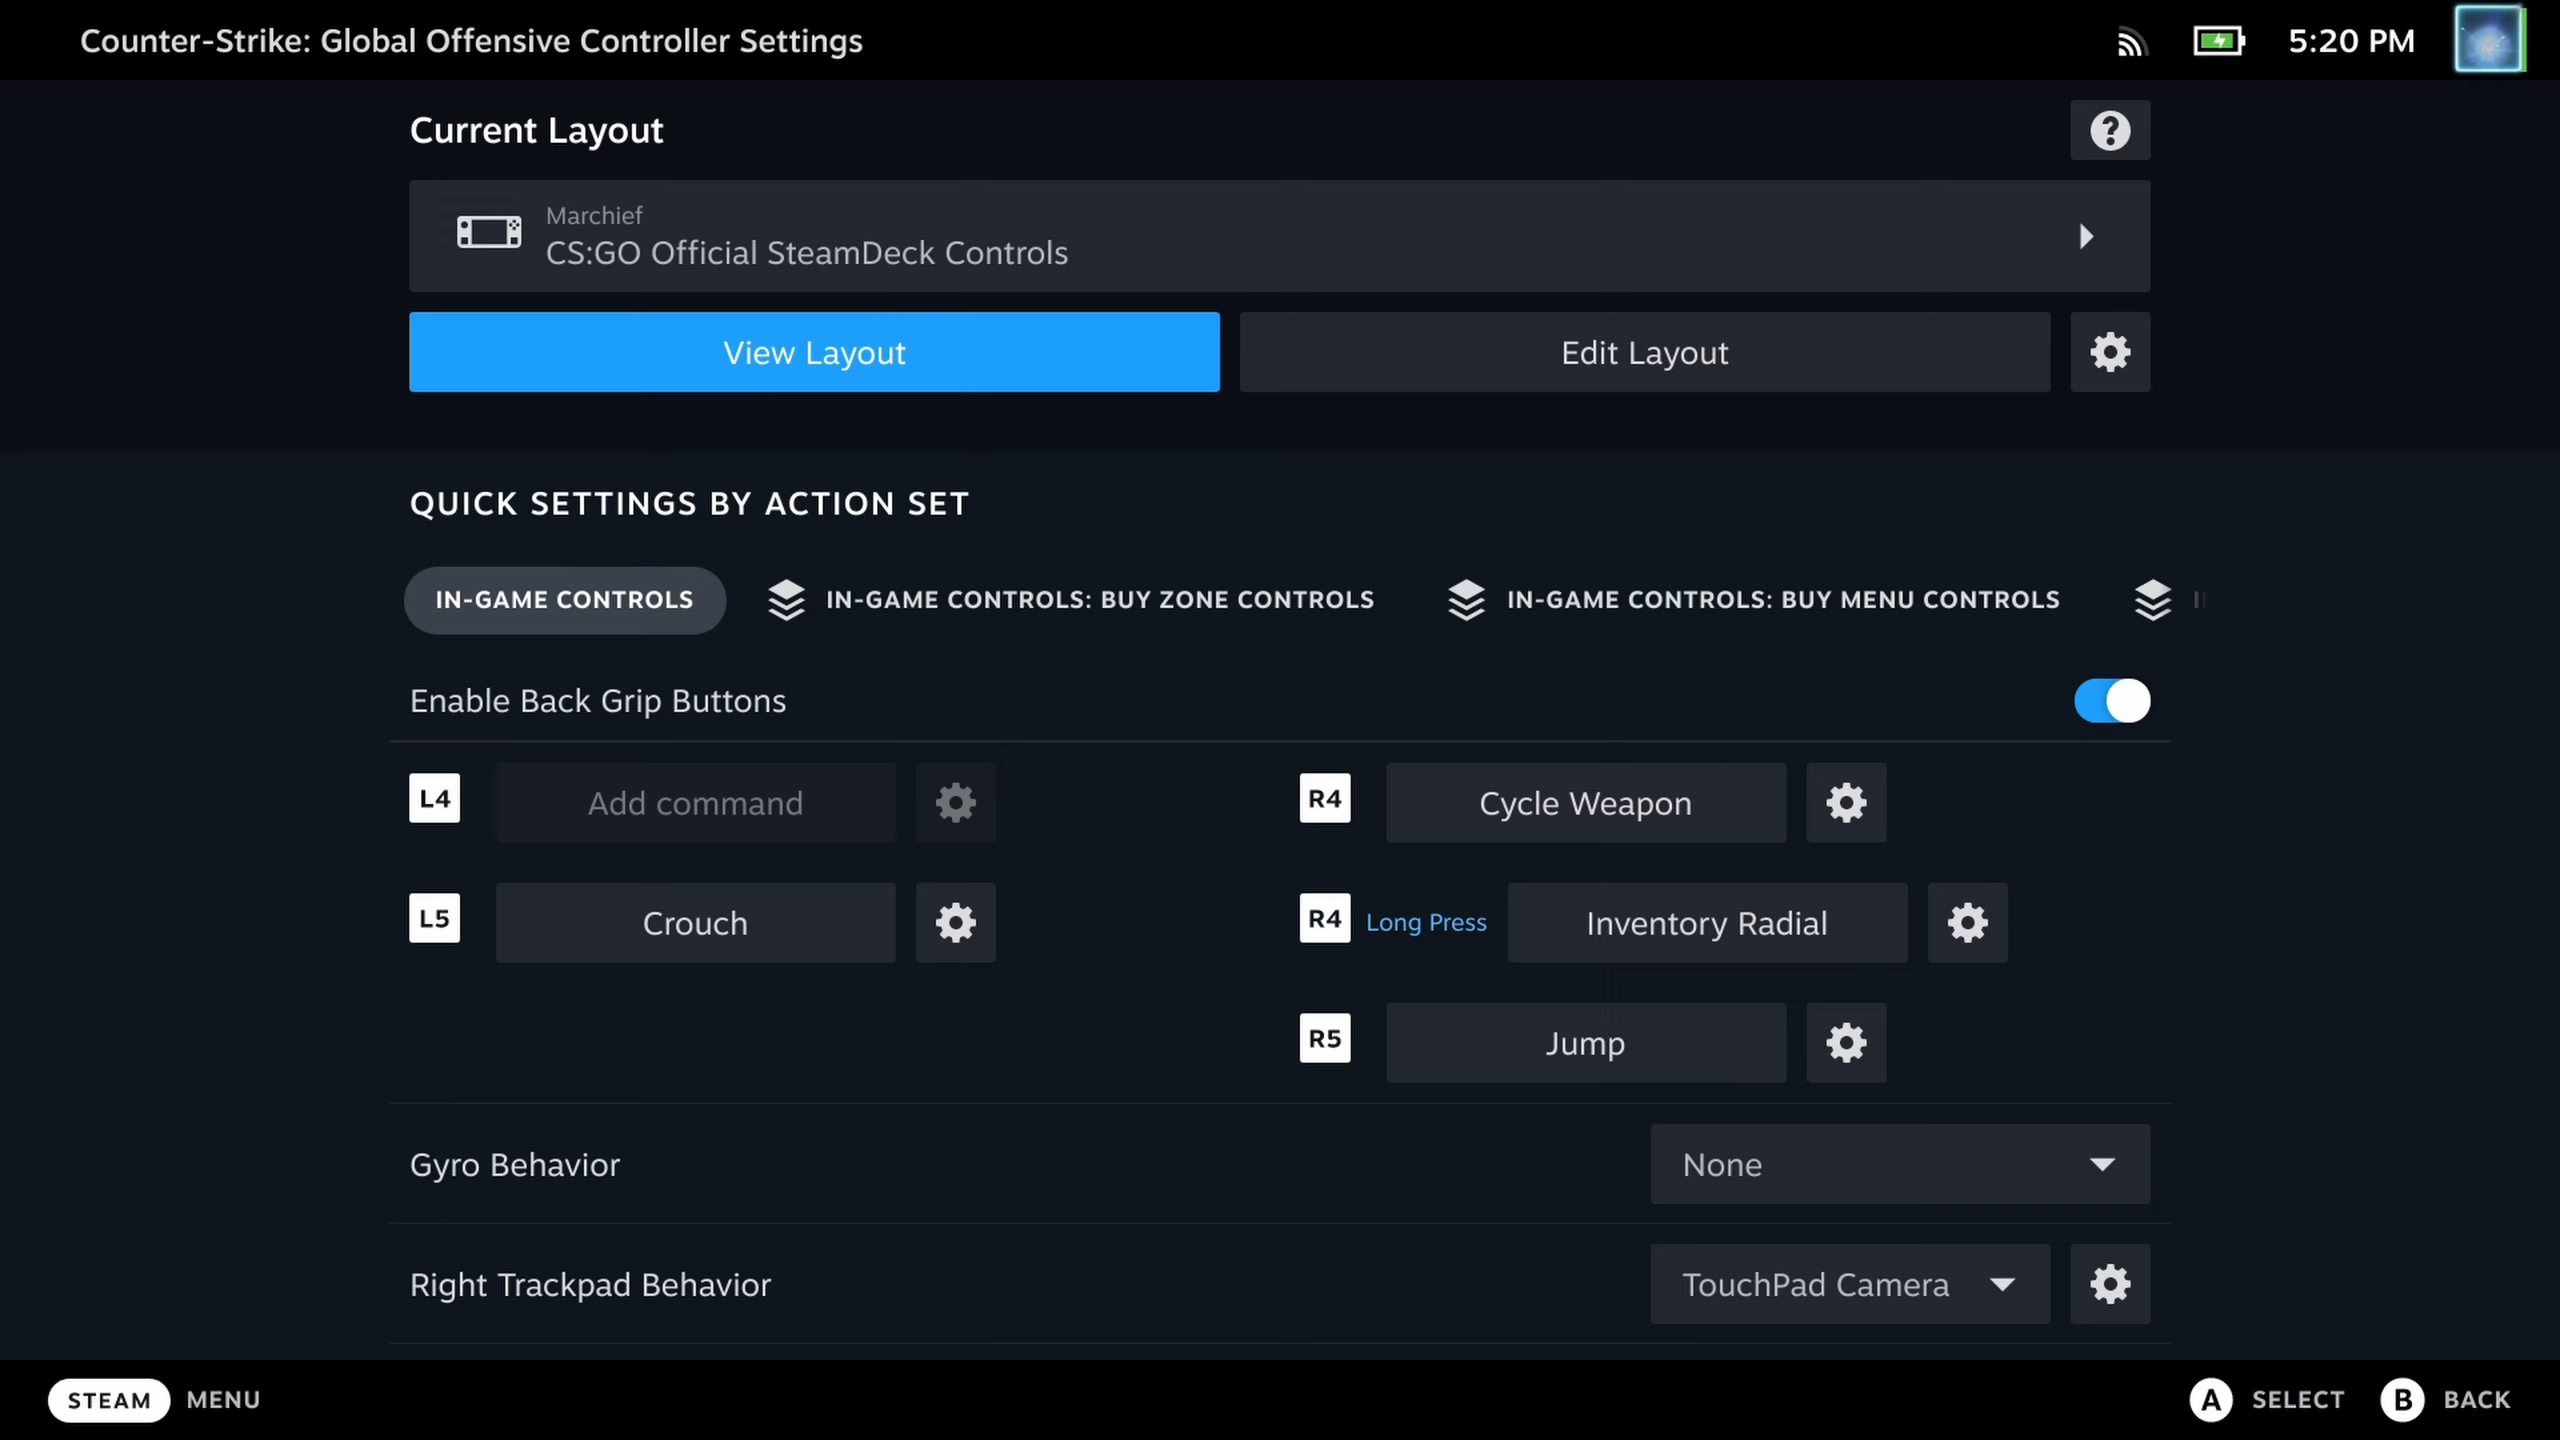 Counter-Strike: Global Offensive Controller Settings
5:20 PM
Current Layout
Marchief
CS:GO Official SteamDeck Controls
View Layout
Edit Layout
QUICK SETTINGS BY ACTION SET
IN-GAME CONTROLS
IN-GAME CONTROLS: BUY ZONE CONTROLS
IN-GAME CONTROLS: BUY MENU CONTROLS
Enable Back Grip Buttons
L4 Add command
R4 Cycle Weapon
L5 Crouch
R4 Long Press Inventory Radial
R5 Jump
Gyro Behavior
None
Right Trackpad Behavior
TouchPad Camera
STEAM MENU
A SELECT B BACK